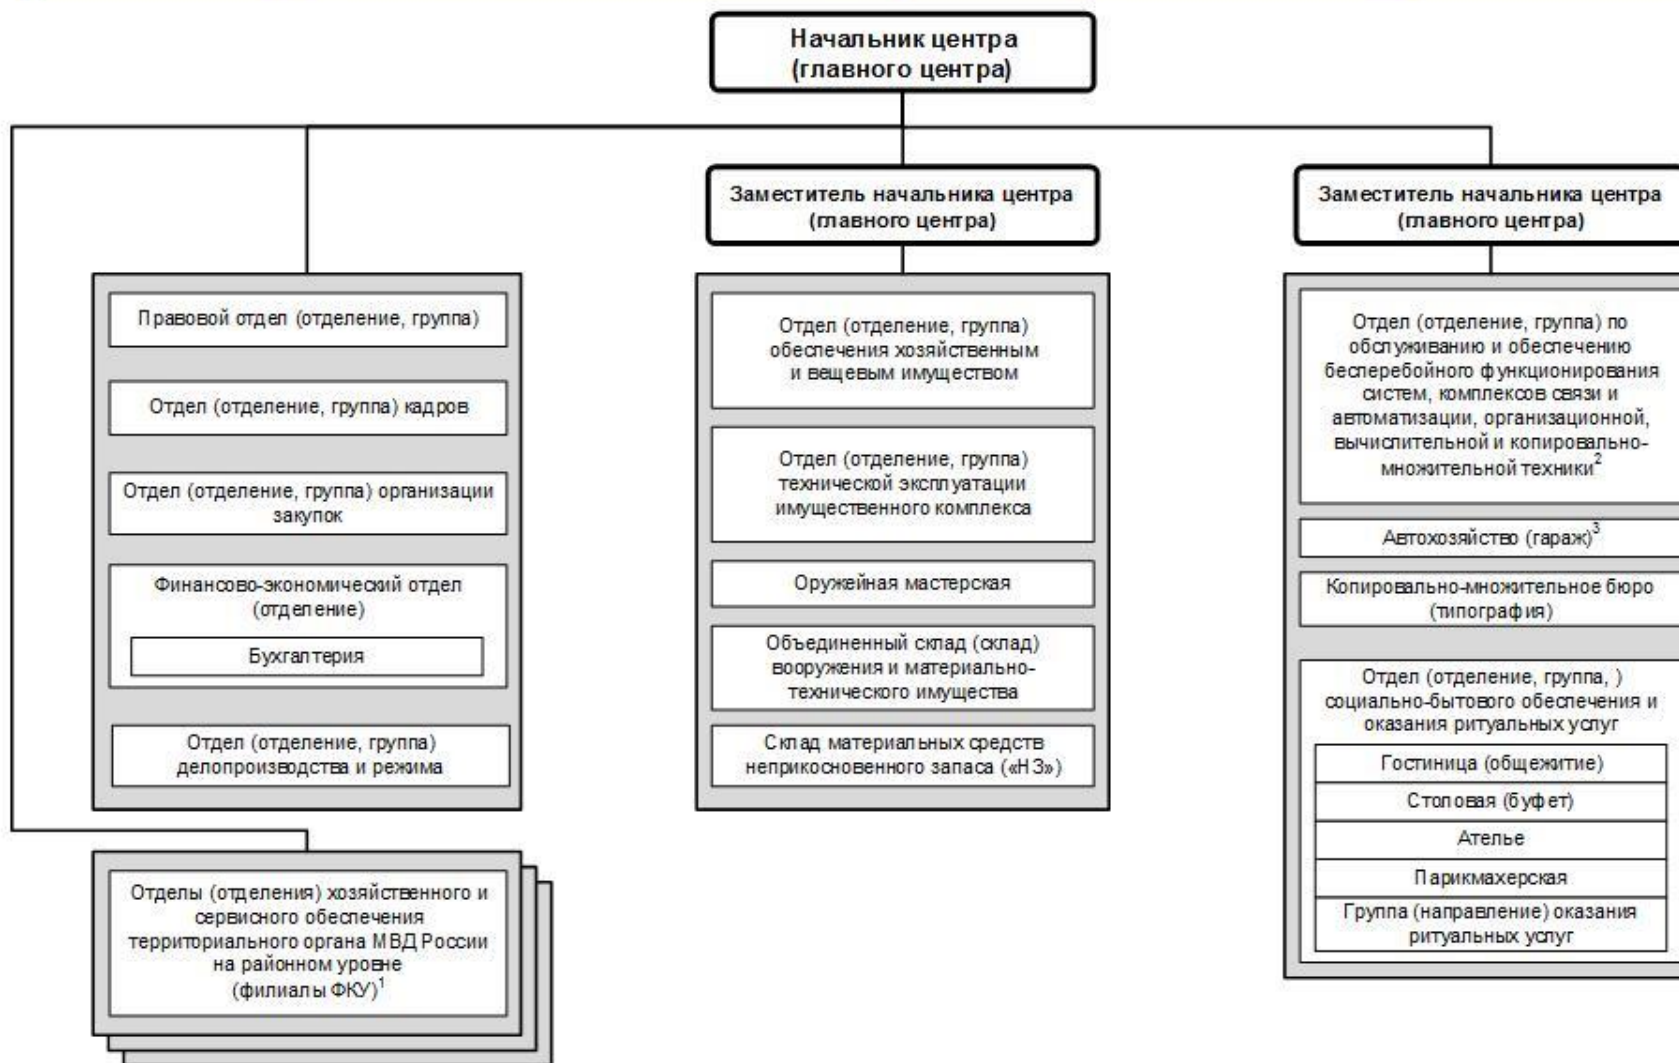 Начальник центра
(главного центра)
Заместитель начальника центра
(главного центра)
Заместитель начальника центра
(главного центра)
Правовой отдел (отделение, группа)
Отдел (отделение, группа) кадров
Отдел (отделение, группа) организации
закупок
Финансово-экономический отдел
(отделение)
Бухгалтерия
Отдел (отделение, группа)
делопроизводства и режима
Отделы (отделения) хозяйственного и
сервисного обеспечения
территориального органа МВД России
на районном уровне
(филиалы ФКУ)¹
Отдел (отделение, группа)
обеспечения хозяйственным
и вещевым имуществом
Отдел (отделение, группа)
технической эксплуатации
имущественного комплекса
Оружейная мастерская
Объединенный склад (склад)
вооружения и материально-
технического имущества
Склад материальных средств
неприкосновенного запаса («НЗ»)
Отдел (отделение, группа) по
обслуживанию и обеспечению
бесперебойного функционирования
систем, комплексов связи и
автоматизации, организационной,
вычислительной и копировально-
множительной техники²
Автохозяйство (гараж)³
Копировально-множительное бюро
(типография)
Отдел (отделение, группа, )
социально-бытового обеспечения и
оказания ритуальных услуг
Гостиница (общежитие)
Столовая (буфет)
Ателье
Парикмахерская
Группа (направление) оказания
ритуальных услуг